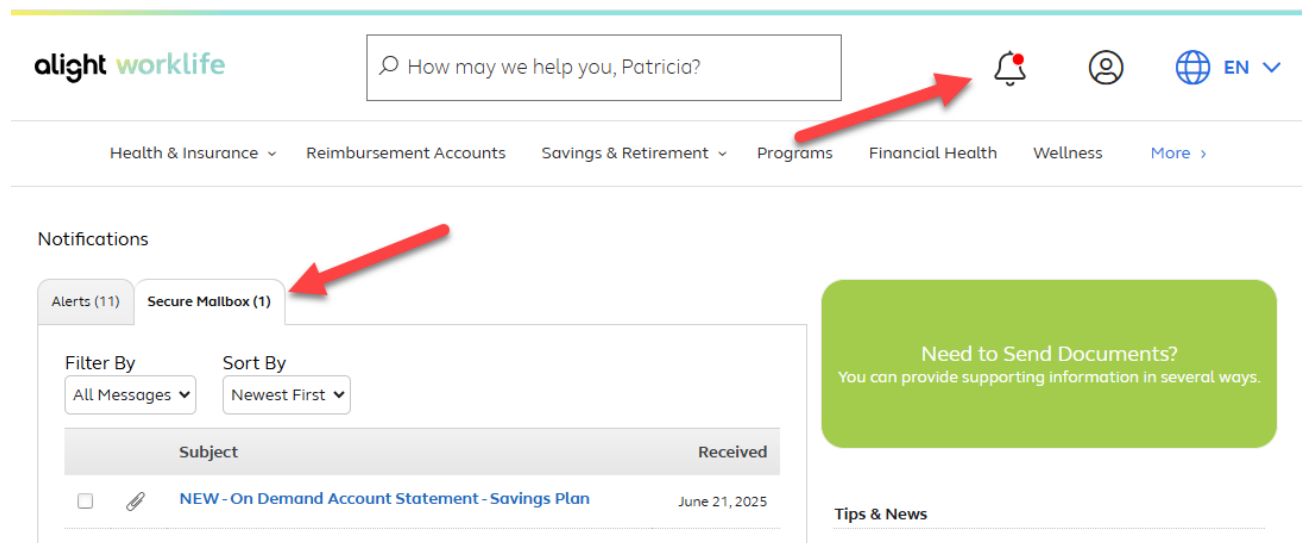 alight worklife
How may we help you, Patricia?
EN
Health & Insurance Reimbursement Accounts Savings & Retirement Programs Financial Health Wellness More
Notifications
Alerts (11) Secure Mailbox (1)
Filter By Sort By
All Messages Newest First
Subject Received
NEW - On Demand Account Statement - Savings Plan June 21, 2025
Need to Send Documents?
You can provide supporting information in several ways.
Tips & News